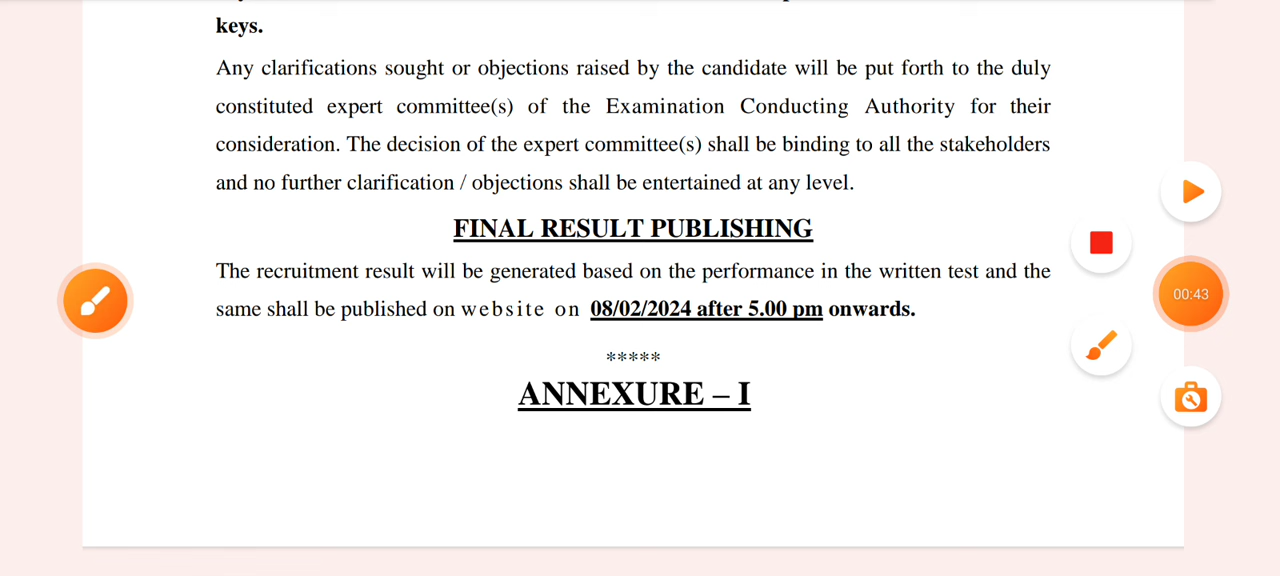 keys.
Any clarifications sought or objections raised by the candidate will be put forth to the duly
constituted expert committee(s) of the Examination Conducting Authority for their
consideration. The decision of the expert committee(s) shall be binding to all the stakeholders
and no further clarification / objections shall be entertained at any level.
FINAL RESULT PUBLISHING
The recruitment result will be generated based on the performance in the written test and the
same shall be published on website on 08/02/2024 after 5.00 pm onwards.
*****
ANNEXURE – I
00:43